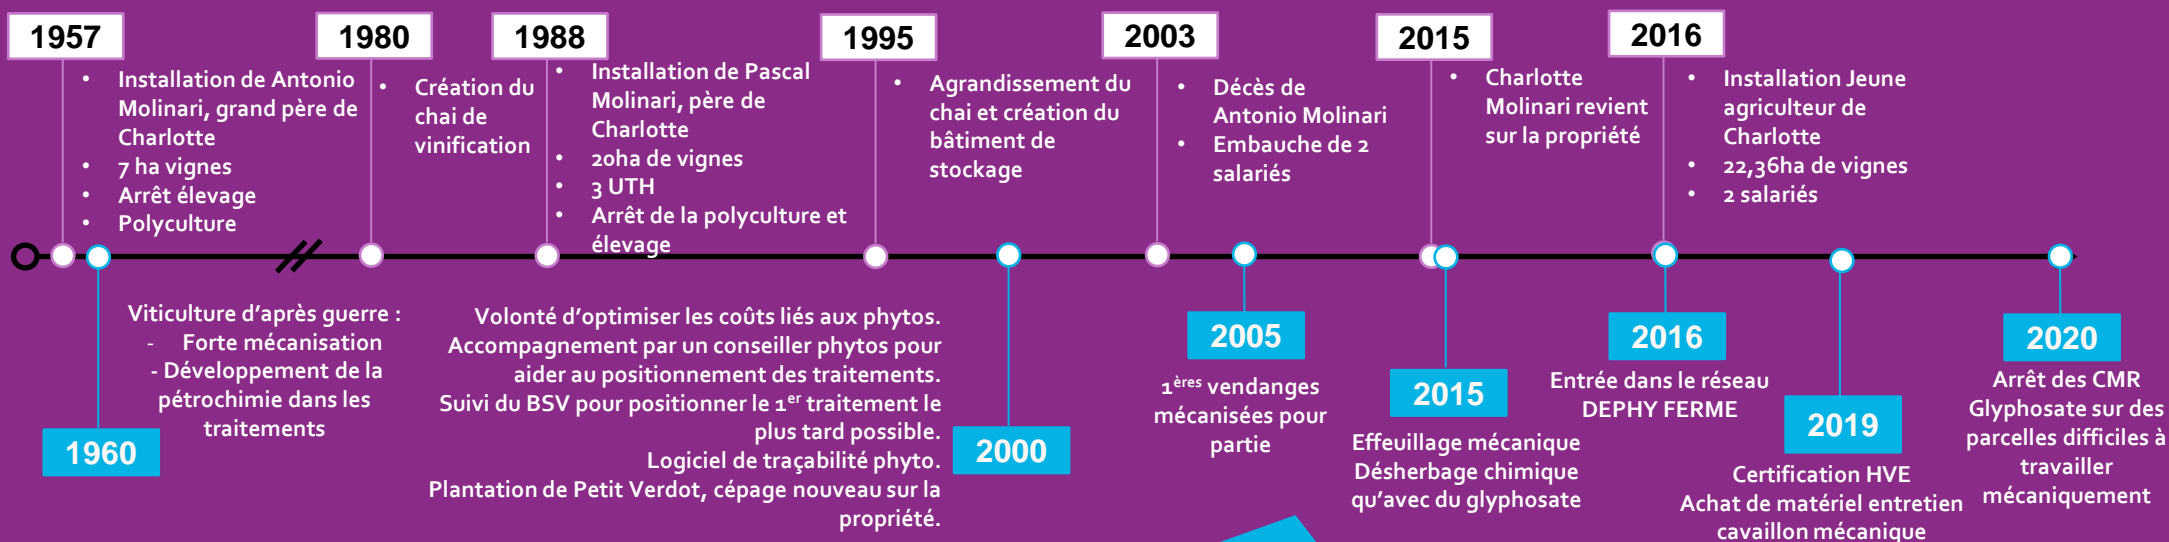 1957
• Installation de Antonio
Molinari, grand père de
Charlotte
• 7 ha vignes
• Arrêt élevage
• Polyculture
1980
• Création du
chai de
vinification
1988
• Installation de Pascal
Molinari, père de
Charlotte
• 20ha de vignes
• 3 UTH
• Arrêt de la polyculture et
élevage
1995
• Agrandissement du
chai et création du
bâtiment de
stockage
2003
• Décès de
Antonio Molinari
• Embauche de 2
salariés
2015
• Charlotte
Molinari revient
sur la propriété
2016
• Installation Jeune
agriculteur de
Charlotte
• 22,36ha de vignes
• 2 salariés
Viticulture d’après guerre :
- Forte mécanisation
- Développement de la
pétrochimie dans les
traitements
1960
Volonté d’optimiser les coûts liés aux phytos.
Accompagnement par un conseiller phytos pour
aider au positionnement des traitements.
Suivi du BSV pour positionner le 1er traitement le
plus tard possible.
Logiciel de traçabilité phyto.
Plantation de Petit Verdot, cépage nouveau sur la
propriété.
2000
2005
1ères vendanges
mécanisées pour
partie
2015
Effeuillage mécanique
Désherbage chimique
qu’avec du glyphosate
2016
Entrée dans le réseau
DEPHY FERME
2019
Certification HVE
Achat de matériel entretien
cavaillon mécanique
2020
Arrêt des CMR
Glyphosate sur des
parcelles difficiles à
travailler
mécaniquement